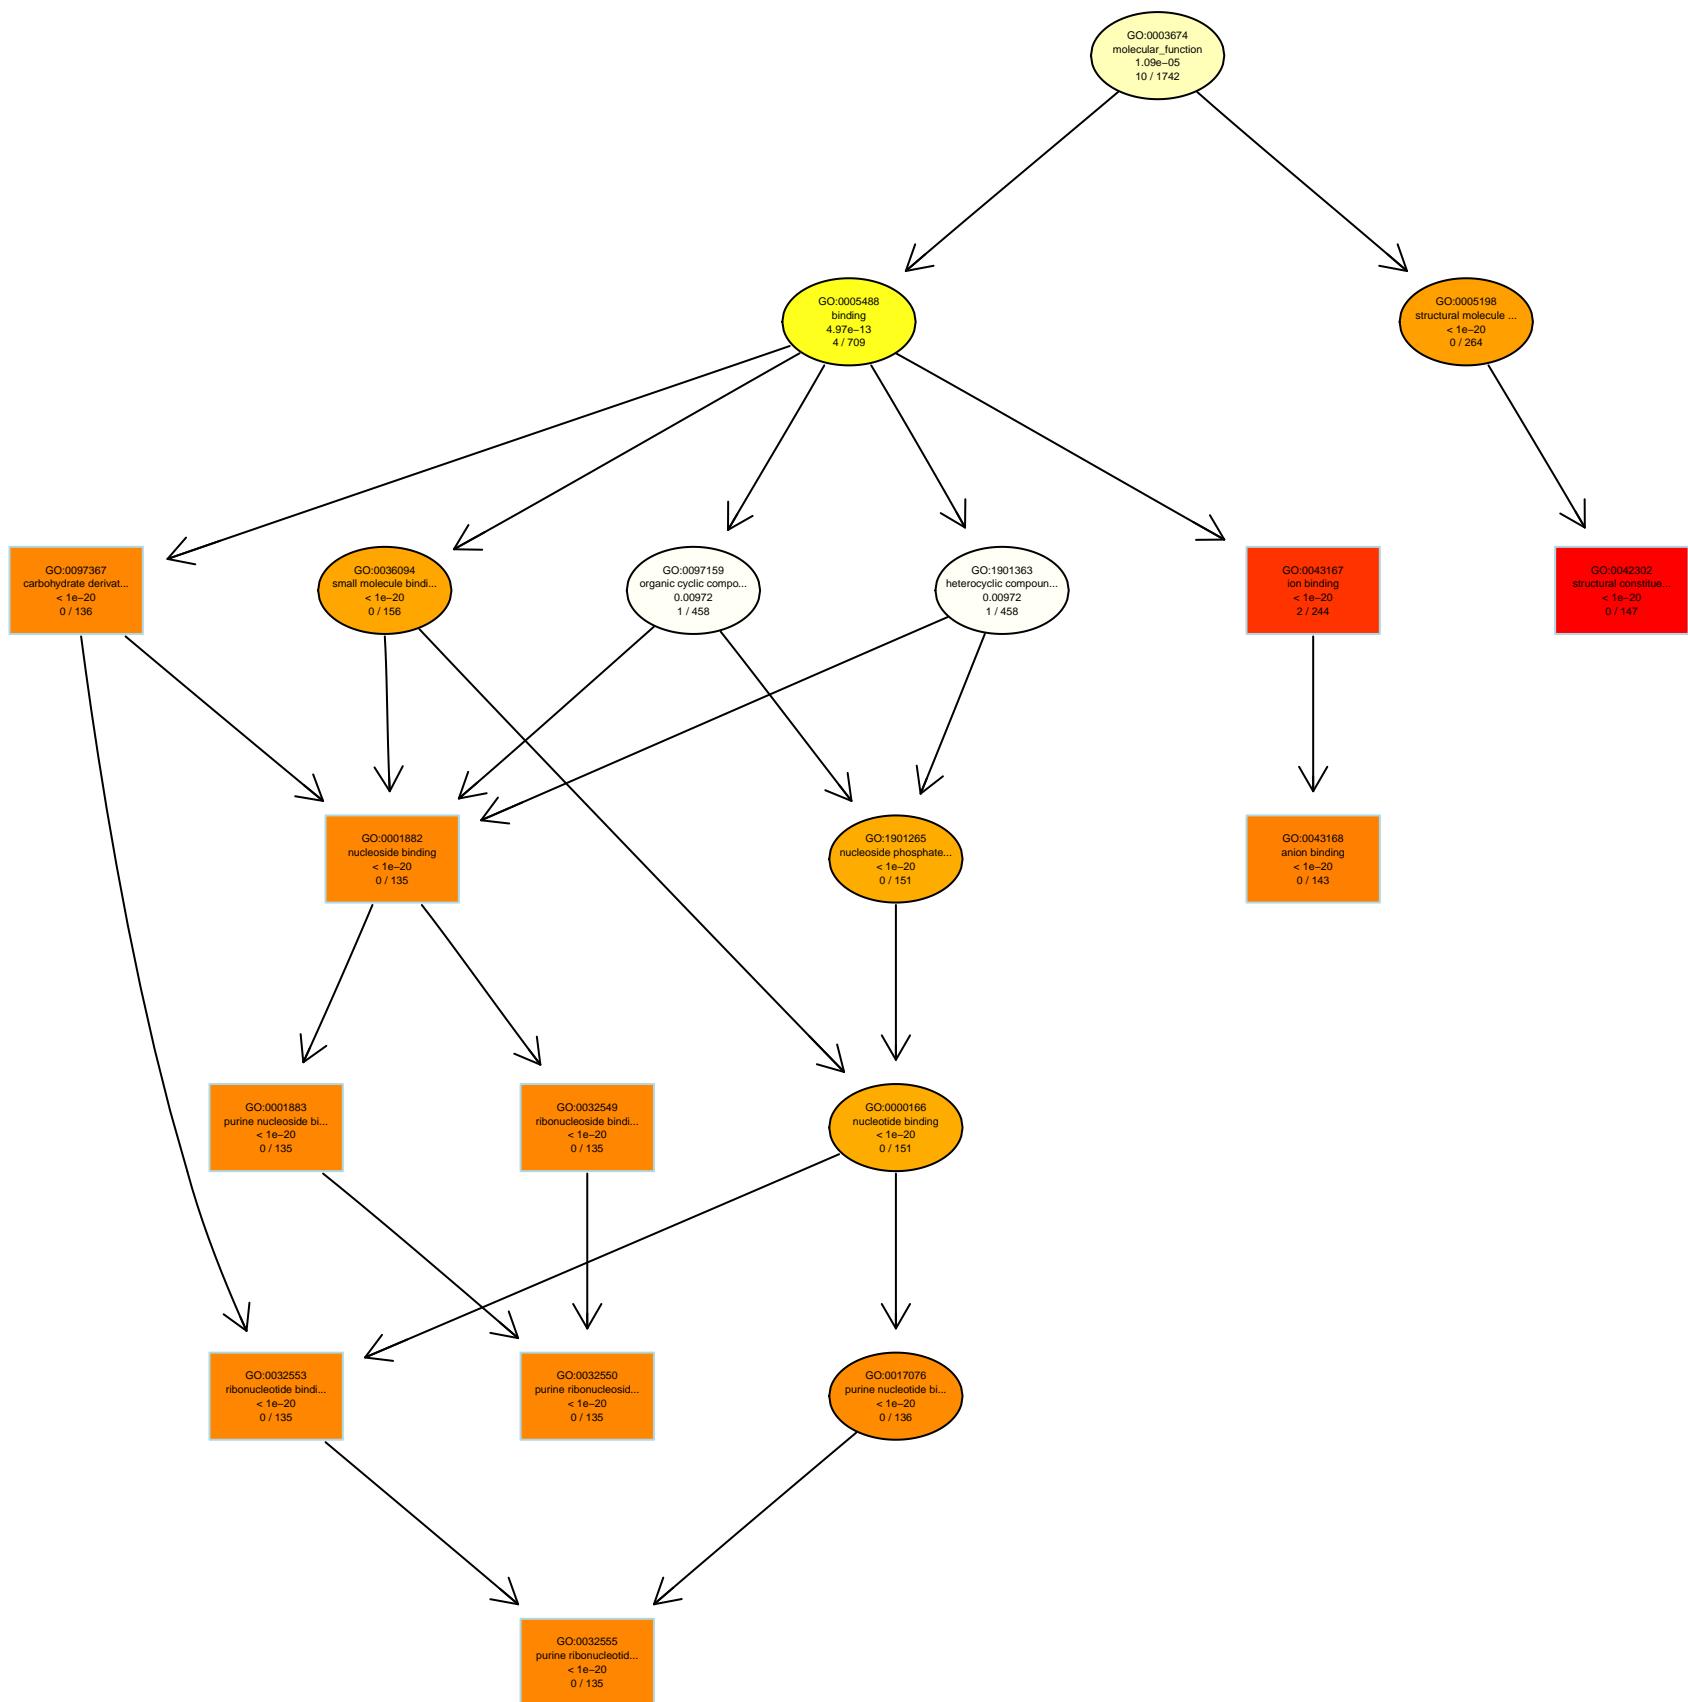 GO:0003674
molecular_function
1.09e−05
10 / 1742
GO:0005488
binding
4.97e−13
4 / 709
GO:0005198
structural molecule ...
< 1e−20
0 / 264
GO:0097367
carbohydrate derivat...
< 1e−20
0 / 136
GO:0036094
small molecule bindi...
< 1e−20
0 / 156
GO:0097159
organic cyclic compo...
0.00972
1 / 458
GO:1901363
heterocyclic compoun...
0.00972
1 / 458
GO:0043167
ion binding
< 1e−20
2 / 244
GO:0042302
structural constitue...
< 1e−20
0 / 147
GO:0001882
nucleoside binding
< 1e−20
0 / 135
GO:1901265
nucleoside phosphate...
< 1e−20
0 / 151
GO:0043168
anion binding
< 1e−20
0 / 143
GO:0001883
purine nucleoside bi...
< 1e−20
0 / 135
GO:0032549
ribonucleoside bindi...
< 1e−20
0 / 135
GO:0000166
nucleotide binding
< 1e−20
0 / 151
GO:0032553
ribonucleotide bindi...
< 1e−20
0 / 135
GO:0032550
purine ribonucleosid...
< 1e−20
0 / 135
GO:0017076
purine nucleotide bi...
< 1e−20
0 / 136
GO:0032555
purine ribonucleotid...
< 1e−20
0 / 135